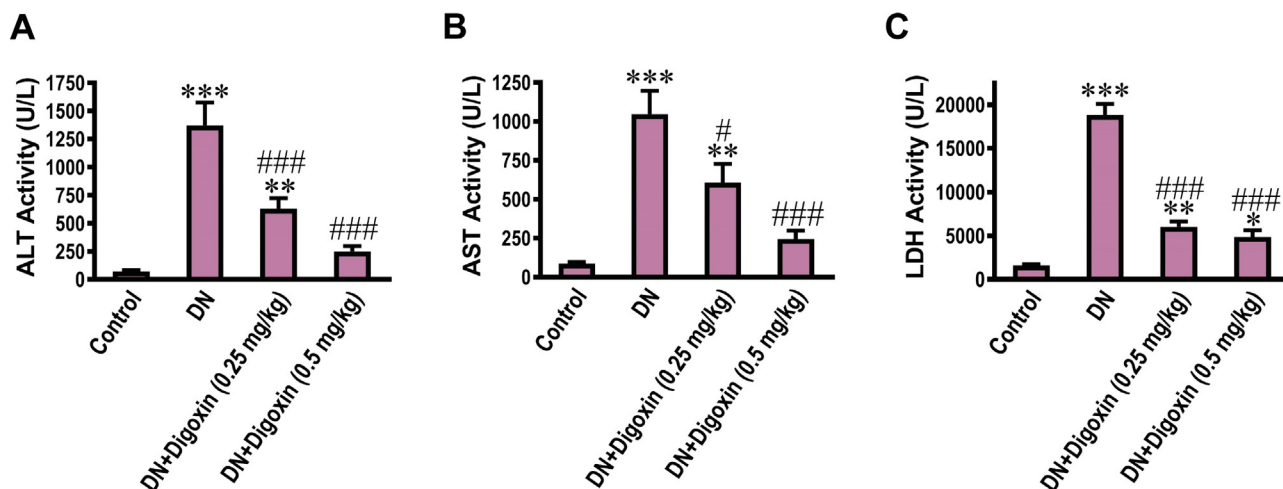 A
ALT Activity (U/L)
1750
1500
1250
1000
750
500
250
0
***
###
**
###
Control
DN
DN+Digoxin (0.25 mg/kg)
DN+Digoxin (0.5 mg/kg)
B
AST Activity (U/L)
1250
1000
750
500
250
0
***
#
**
###
Control
DN
DN+Digoxin (0.25 mg/kg)
DN+Digoxin (0.5 mg/kg)
C
LDH Activity (U/L)
20000
15000
10000
5000
0
***
###
**
###
*
Control
DN
DN+Digoxin (0.25 mg/kg)
DN+Digoxin (0.5 mg/kg)